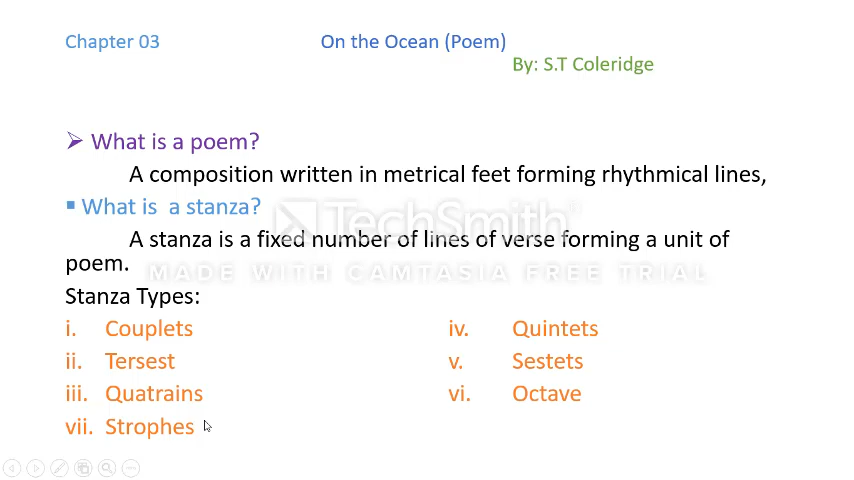 Chapter 03 On the Ocean (Poem)
By: S.T Coleridge
What is a poem?
A composition written in metrical feet forming rhythmical lines,
What is a stanza?
TechSmith
A stanza is a fixed number of lines of verse forming a unit of
poem.
MADE WITH CAMTASIA FREE TRIAL
Stanza Types:
i. Couplets iv. Quintets
ii. Tersest v. Sestets
iii. Quatrains vi. Octave
vii. Strophes